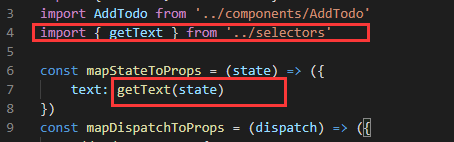 3 import AddTodo from '../components/AddTodo'
4 import { getText } from '../selectors'
5
6 const mapStateToProps = (state) => ({
7 text: getText(state)
8 })
9 const mapDispatchToProps = (dispatch) => ({